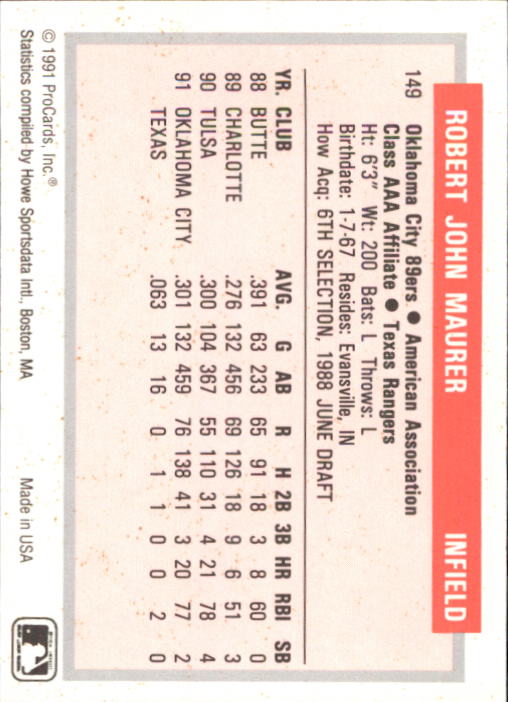 ROBERT JOHN MAURER INFIELD
149 Oklahoma City 89ers ● American Association
Class AAA Affiliate ● Texas Rangers
Ht: 6'3" Wt: 200 Bats: L Throws: L
Birthdate: 1-7-67 Resides: Evansville, IN
How Acq: 6TH SELECTION, 1988 JUNE DRAFT
YR. CLUB AVG. G AB R H 2B 3B HR RBI SB
88 BUTTE .391 63 233 65 91 18 3 8 60 0
89 CHARLOTTE .276 132 456 69 126 18 9 6 51 3
90 TULSA .300 104 367 55 110 31 4 21 78 4
91 OKLAHOMA CITY .301 132 459 76 138 41 3 20 77 2
TEXAS .063 13 16 0 1 1 0 0 2 0
© 1991 ProCards, Inc.®
Statistics compiled by Howe Sportsdata Intl., Boston, MA Made in USA